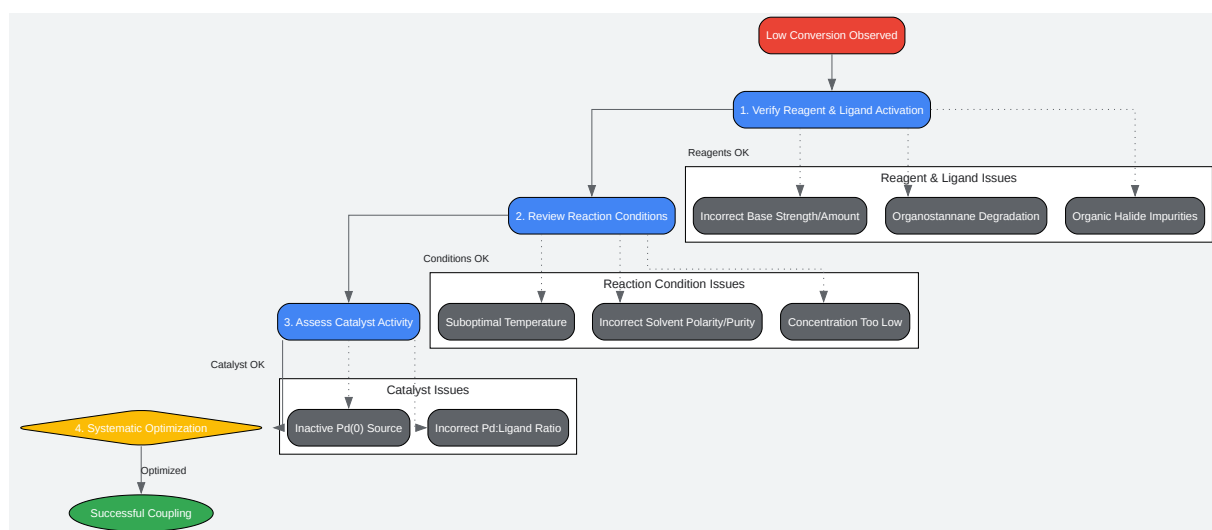 Low Conversion Observed
1. Verify Reagent & Ligand Activation
Reagents OK
Reagent & Ligand Issues
Incorrect Base Strength/Amount
Organostannane Degradation
Organic Halide Impurities
2. Review Reaction Conditions
Conditions OK
Reaction Condition Issues
Suboptimal Temperature
Incorrect Solvent Polarity/Purity
Concentration Too Low
3. Assess Catalyst Activity
Catalyst OK
Catalyst Issues
Inactive Pd(0) Source
Incorrect Pd:Ligand Ratio
4. Systematic Optimization
Optimized
Successful Coupling